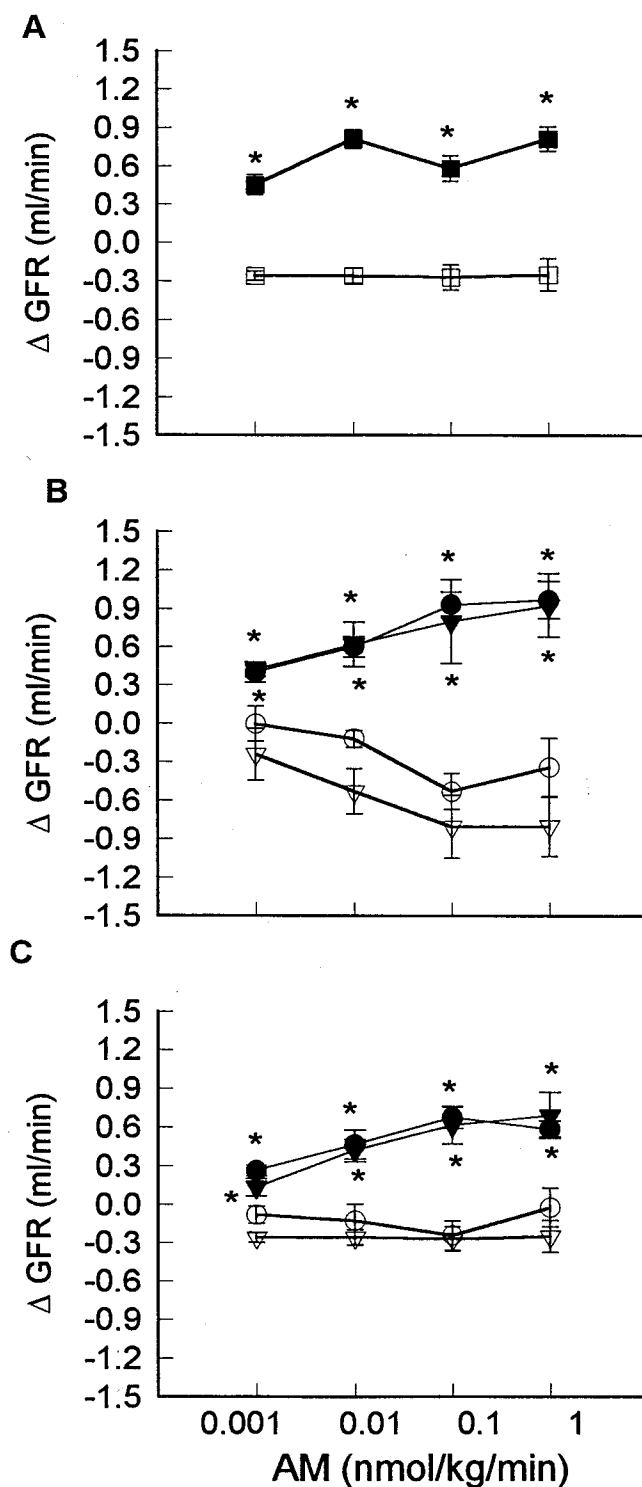 A
1.5
1.2
0.9
0.6
0.3
0.0
-0.3
-0.6
-0.9
-1.2
-1.5
Δ GFR (ml/min)
* * * *
B
1.5
1.2
0.9
0.6
0.3
0.0
-0.3
-0.6
-0.9
-1.2
-1.5
Δ GFR (ml/min)
* * * *
* * * *
C
1.5
1.2
0.9
0.6
0.3
0.0
-0.3
-0.6
-0.9
-1.2
-1.5
Δ GFR (ml/min)
* * * *
* * * *
0.001 0.01 0.1 1
AM (nmol/kg/min)